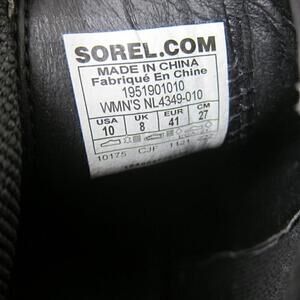 SOREL.COM
MADE IN CHINA
Fabriqué En Chine
1951901010
WMN'S NL4349-010
USA UK EUR CM
10 8 41 27
10175 CJF 1121